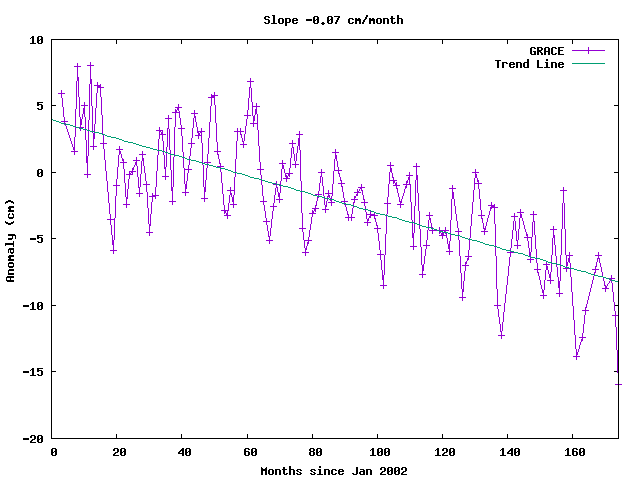 Slope -0.07 cm/month
GRACE
Trend Line
10
5
0
-5
-10
-15
-20
Anomaly (cm)
0 20 40 60 80 100 120 140 160
Months since Jan 2002